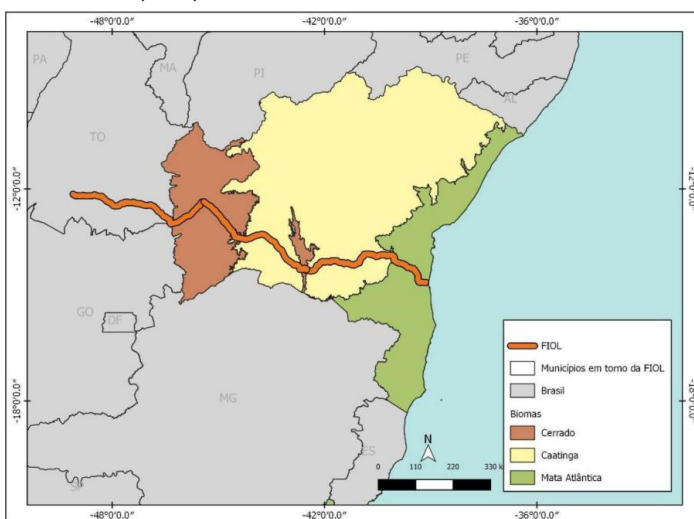 -48°0'0.0" -42°0'0.0" -36°0'0.0"
PA
MA
PI
PE
AL
TO
-12°0'0.0" -12°0'0.0"
GO
DF
MG
ES
SP
-18°0'0.0" -18°0'0.0"
FIOL
Municípios em torno da FIOL
Brasil
Biomas
Cerrado
Caatinga
Mata Atlântica
N
0 110 220 330 k
-48°0'0.0" -42°0'0.0" -36°0'0.0"